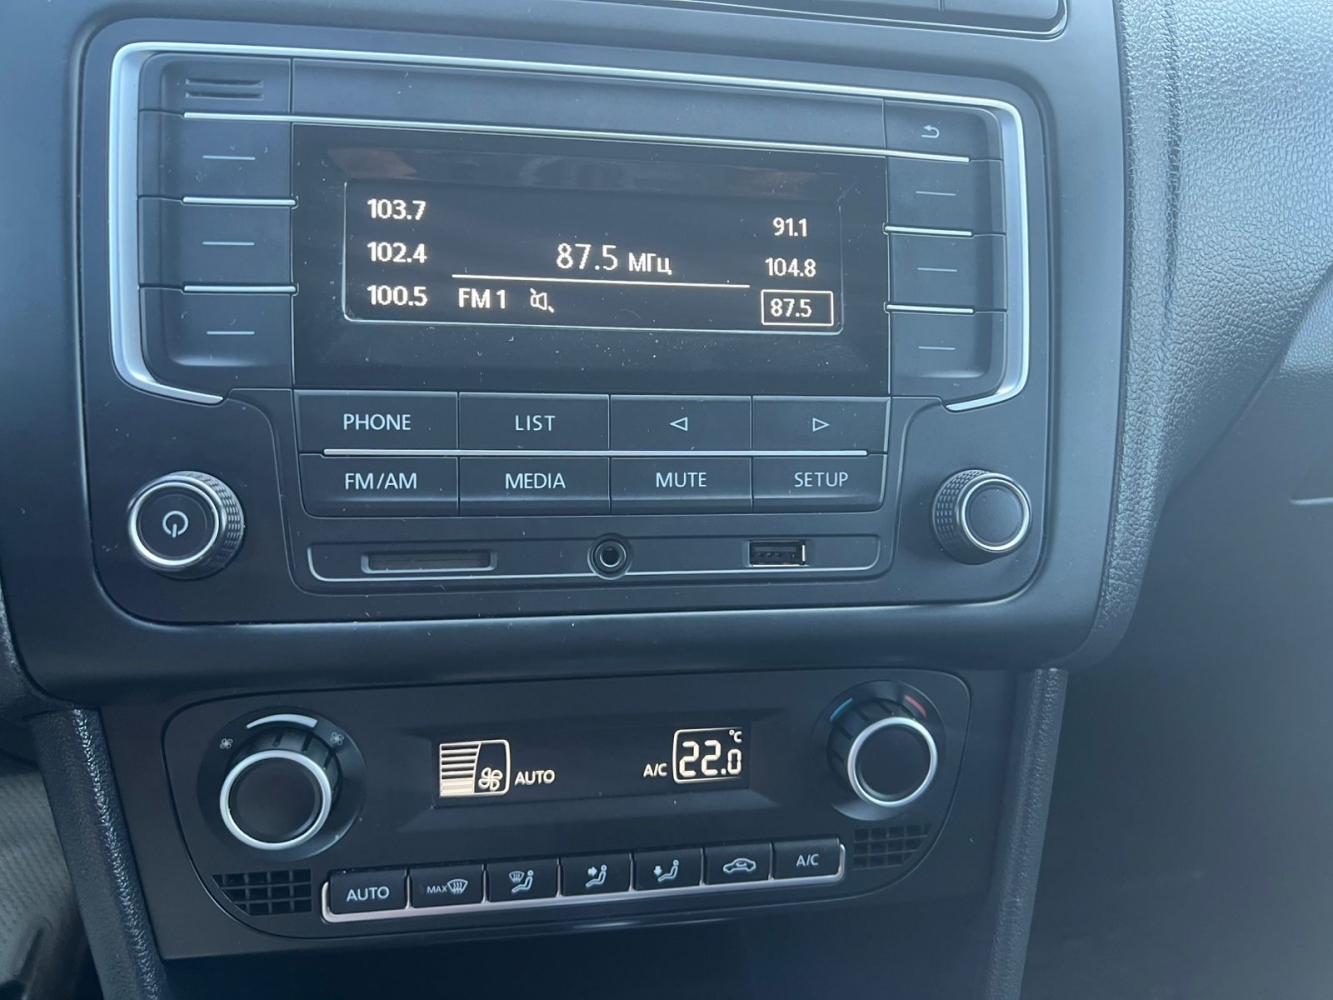 103.7
91.1
102.4
87.5 МГц
104.8
100.5
FM 1
87.5
PHONE
LIST
FM/AM
MEDIA
MUTE
SETUP
AUTO
A/C
22.0
°C
AUTO
MAX
A/C